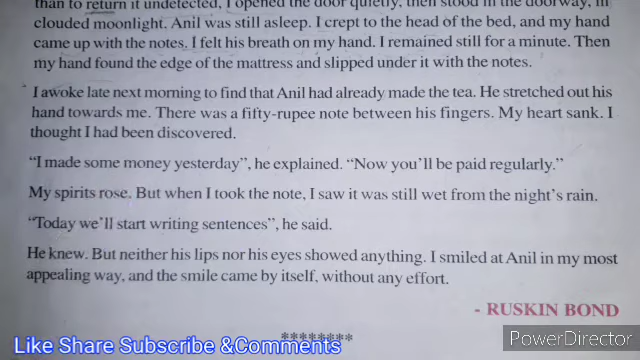 than to return it undetected, I opened the door quietly, then stood in the doorway, in
clouded moonlight. Anil was still asleep. I crept to the head of the bed, and my hand
came up with the notes. I felt his breath on my hand. I remained still for a minute. Then
my hand found the edge of the mattress and slipped under it with the notes.
I awoke late next morning to find that Anil had already made the tea. He stretched out his
hand towards me. There was a fifty-rupee note between his fingers. My heart sank. I
thought I had been discovered.
“I made some money yesterday”, he explained. “Now you’ll be paid regularly.”
My spirits rose. But when I took the note, I saw it was still wet from the night’s rain.
“Today we’ll start writing sentences”, he said.
He knew. But neither his lips nor his eyes showed anything. I smiled at Anil in my most
appealing way, and the smile came by itself, without any effort.
- RUSKIN BOND
********
Like Share Subscribe &Comments
PowerDirector